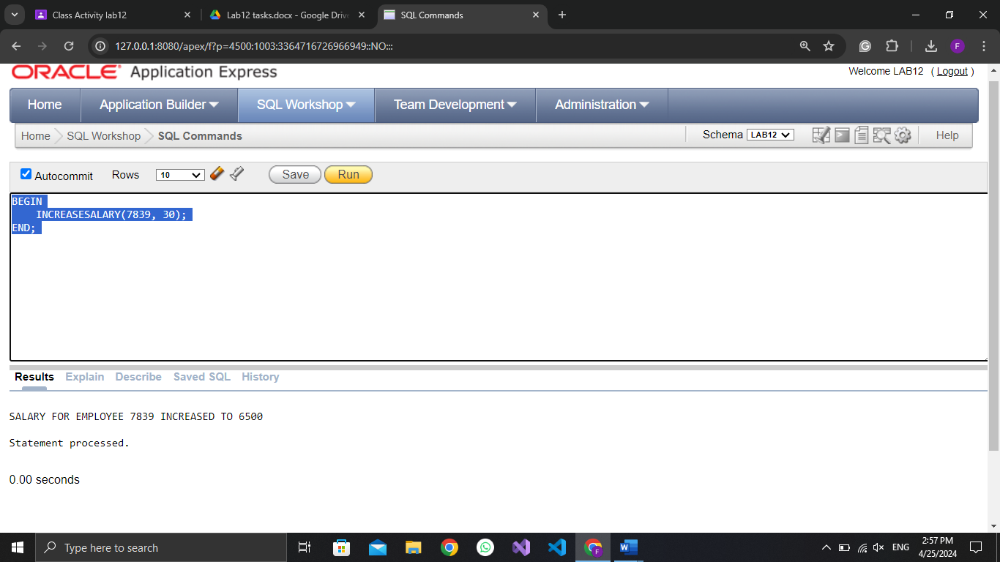 Class Activity lab12
Lab12 tasks.docx - Google Drive
SQL Commands
127.0.0.1:8080/apex/f?p=4500:1003:3364716726966949::NO:::
F
ORACLE Application Express
Welcome LAB12 ( Logout )
Home
Application Builder
SQL Workshop
Team Development
Administration
Home
SQL Workshop
SQL Commands
Schema
LAB12
Help
Autocommit
Rows
10
Save
Run
BEGIN
INCREASESALARY(7839, 30);
END;
Results
Explain
Describe
Saved SQL
History
SALARY FOR EMPLOYEE 7839 INCREASED TO 6500
Statement processed.
0.00 seconds
Type here to search
F
W
ENG
2:57 PM
4/25/2024